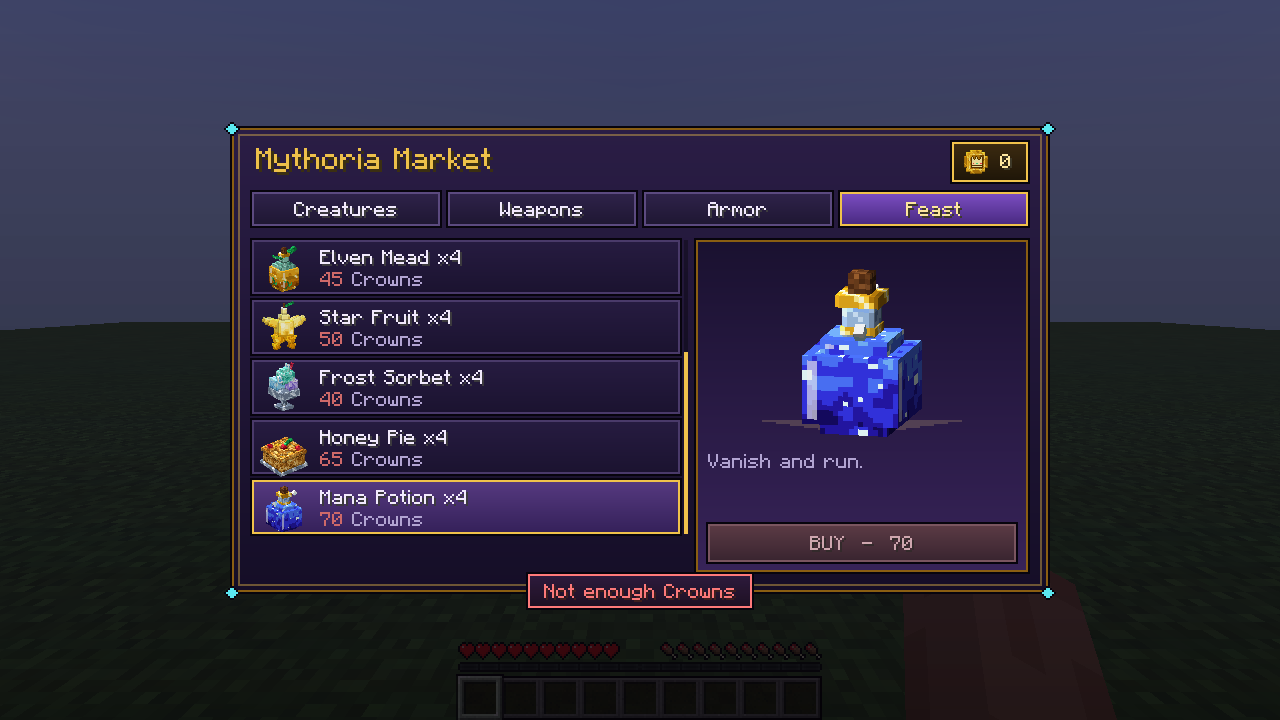 Mythoria Market
0
Creatures
Weapons
Armor
Feast
Elven Mead x4
45 Crowns
Star Fruit x4
50 Crowns
Frost Sorbet x4
40 Crowns
Honey Pie x4
65 Crowns
Mana Potion x4
70 Crowns
Vanish and run.
BUY - 70
Not enough Crowns